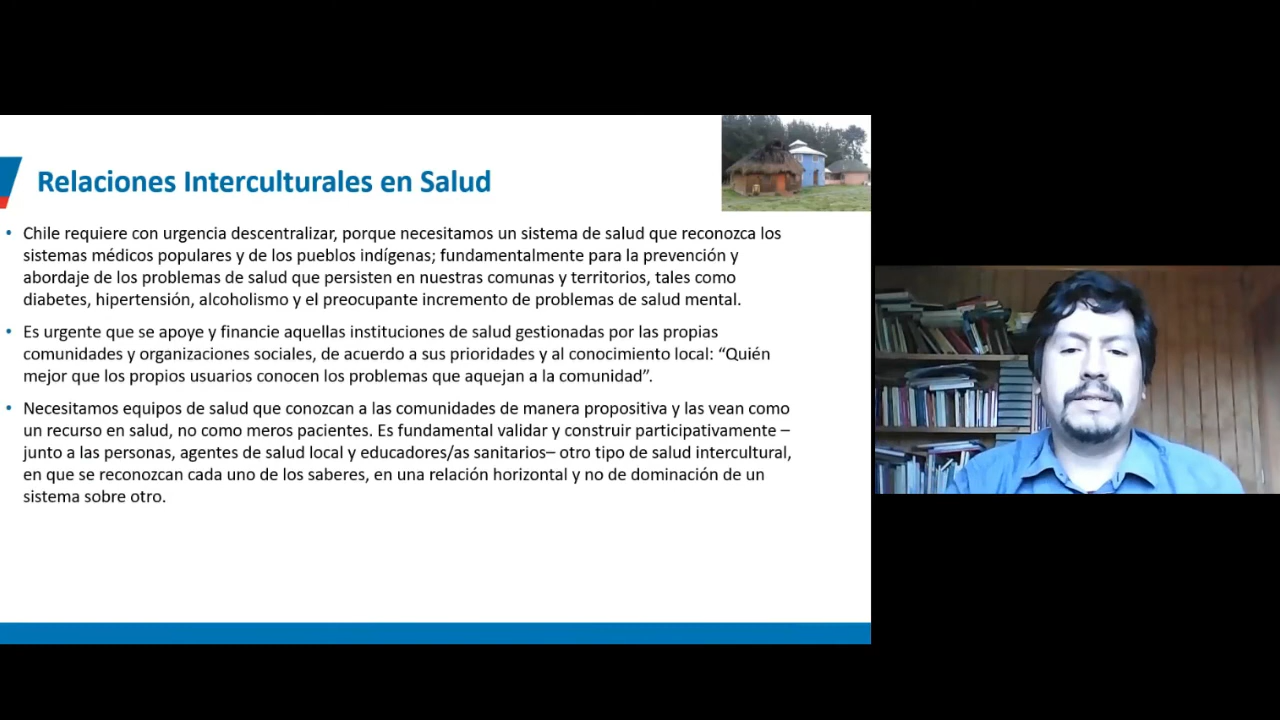 Relaciones Interculturales en Salud
• Chile requiere con urgencia descentralizar, porque necesitamos un sistema de salud que reconozca los
sistemas médicos populares y de los pueblos indígenas; fundamentalmente para la prevención y
abordaje de los problemas de salud que persisten en nuestras comunas y territorios, tales como
diabetes, hipertensión, alcoholismo y el preocupante incremento de problemas de salud mental.
• Es urgente que se apoye y financie aquellas instituciones de salud gestionadas por las propias
comunidades y organizaciones sociales, de acuerdo a sus prioridades y al conocimiento local: “Quién
mejor que los propios usuarios conocen los problemas que aquejan a la comunidad”.
• Necesitamos equipos de salud que conozcan a las comunidades de manera propositiva y las vean como
un recurso en salud, no como meros pacientes. Es fundamental validar y construir participativamente –
junto a las personas, agentes de salud local y educadores/as sanitarios– otro tipo de salud intercultural,
en que se reconozcan cada uno de los saberes, en una relación horizontal y no de dominación de un
sistema sobre otro.